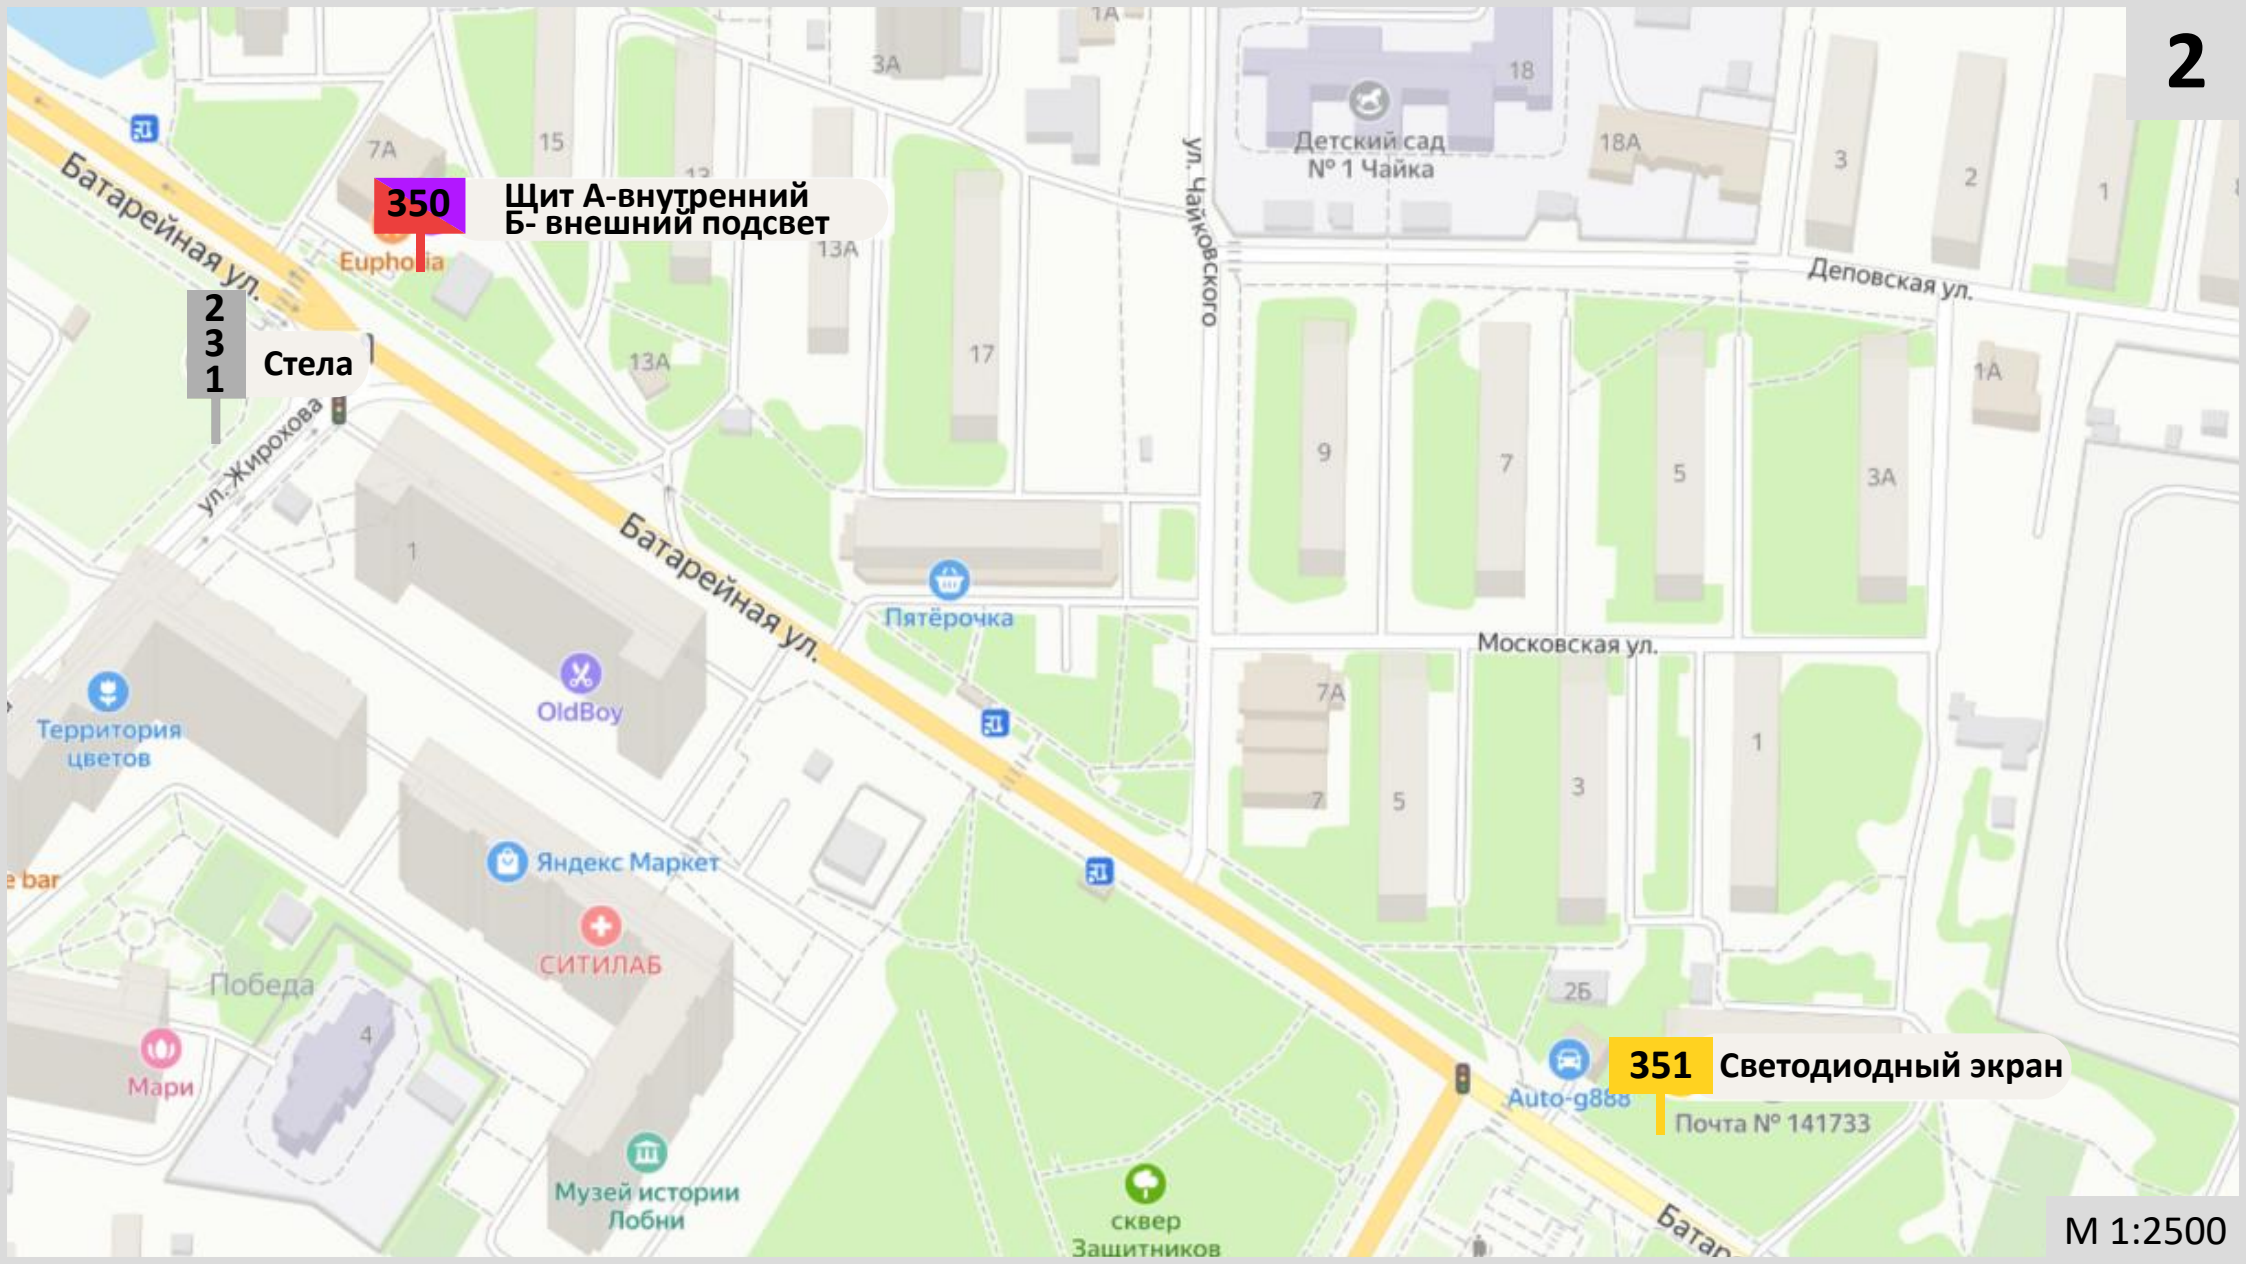 2
1А
3А
18
7А
15
13
Детский сад
№ 1 Чайка
18А
3
2
1
350
Щит А-внутренний
Б- внешний подсвет
Euphoria
13А
ул. Чайковского
Деповская ул.
Батарейная ул.
2
3
1
Стела
13А
17
1А
ул. Жирохова
9
7
5
3А
1
Батарейная ул.
Пятёрочка
Московская ул.
OldBoy
7А
Территория
цветов
1
7
5
3
e bar
Яндекс Маркет
СИТИЛАБ
Победа
2Б
4
351
Светодиодный экран
Мари
Auto-g888
Почта № 141733
Музей истории
Лобни
сквер
Защитников
Батар
М 1:2500